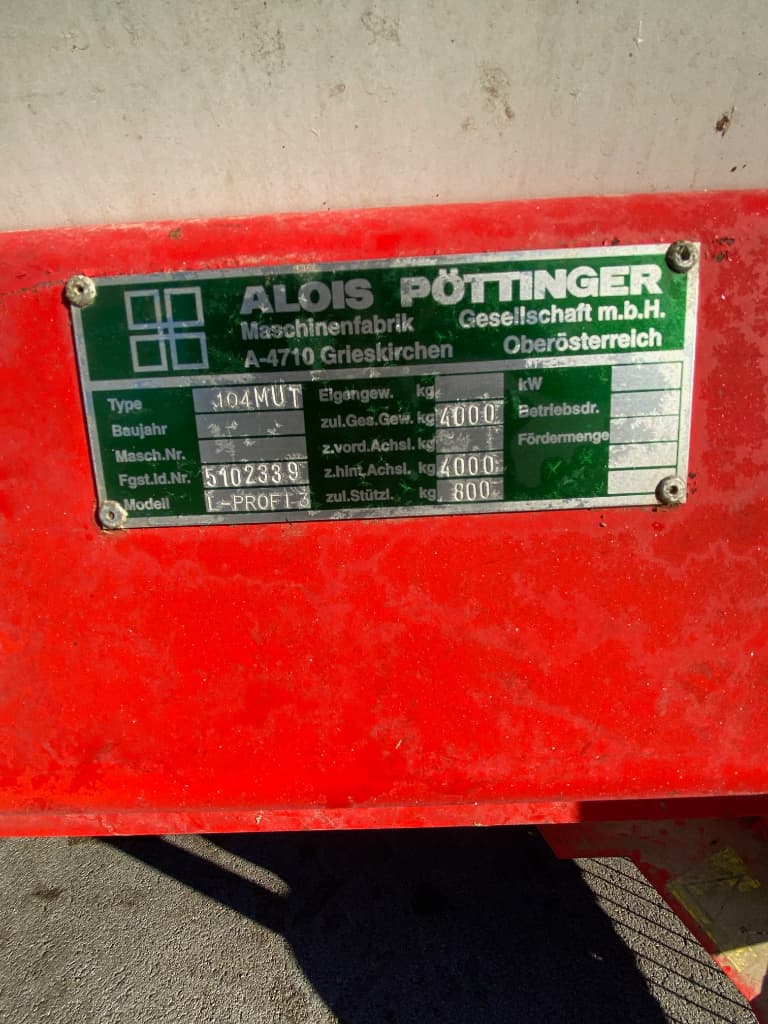 ALOIS PÖTTINGER
Maschinenfabrik Gesellschaft m.b.H.
A-4710 Grieskirchen Oberösterreich
Type 104MUT Eigengew. kg kW
Baujahr zul.Ges.Gew. kg 4000 Betriebsdr.
Masch.Nr. z.vord.Achsl. kg Fördermenge
Fgst.Id.Nr. 5102339 z.hint.Achsl. kg 4000
Modell L-PROFI 3 zul.Stützl. kg 800